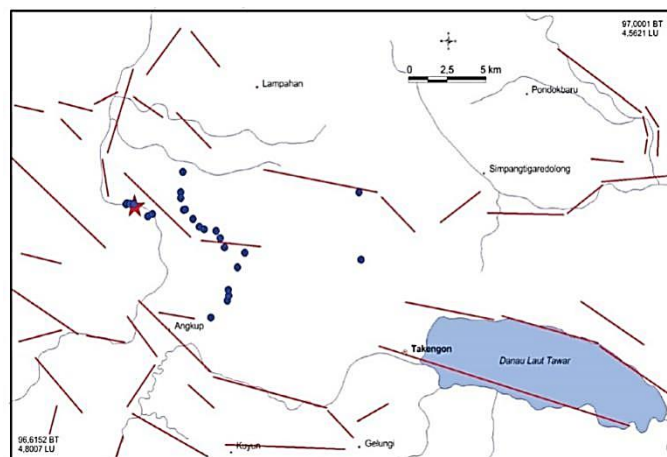 97,0001 BT
4,5621 LU
0 2,5 5 km
Lampahan
Pondokbaru
Simpangtigaredolong
Angkup
Takengon
Danau Laut Tawar
96,6152 BT
4,8007 LU
Kuyun
Gelungi